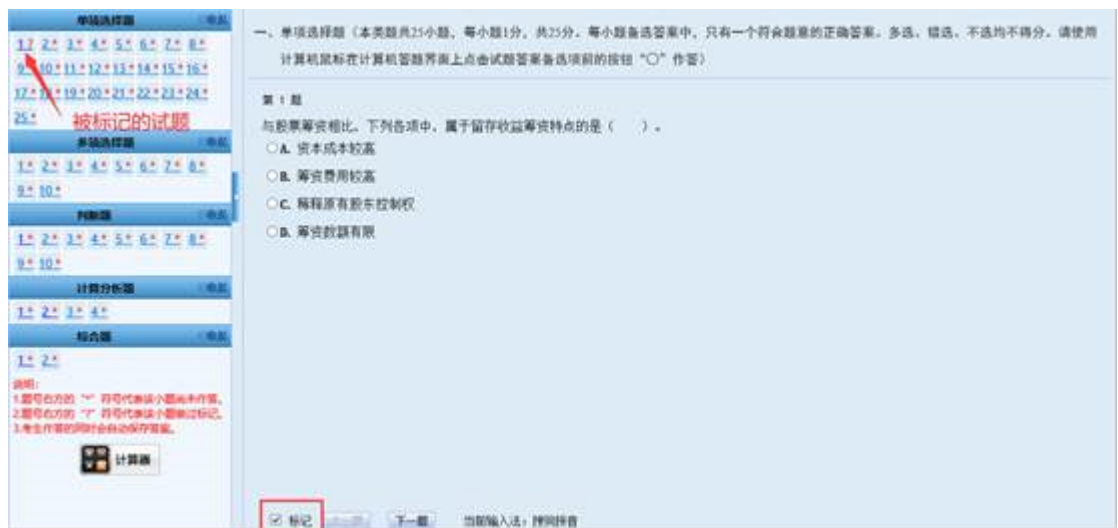 单项选择题
1.? 2.* 3.* 4.* 5.* 6.* 7.* 8.*
9.* 10.* 11.* 12.* 13.* 14.* 15.* 16.*
17.* 18.* 19.* 20.* 21.* 22.* 23.* 24.*
25.*
被标记的试题
多项选择题
1.* 2.* 3.* 4.* 5.* 6.* 7.* 8.*
9.* 10.*
判断题
1.* 2.* 3.* 4.* 5.* 6.* 7.* 8.*
9.* 10.*
计算分析题
1.* 2.* 3.* 4.*
综合题
1.* 2.*
说明:
1.题号右方的 "*" 符号代表该小题尚未作答。
2.题号右方的 "?" 符号代表该小题做过标记。
3.考生作答的同时会自动保存答案。
计算器
一、单项选择题（本类题共25小题，每小题1分，共25分。每小题备选答案中，只有一个符合题意的正确答案。多选、错选、不选均不得分。请使用
计算机鼠标在计算机答题界面上点击试题答案备选项前的按钮 “○” 作答）
第 1 题
与股票筹资相比，下列各项中，属于留存收益筹资特点的是（ ）。
A. 资本成本较高
B. 筹资费用较高
C. 稀释原有股东控制权
D. 筹资数额有限
标记
下一题
当前输入法：搜狗拼音